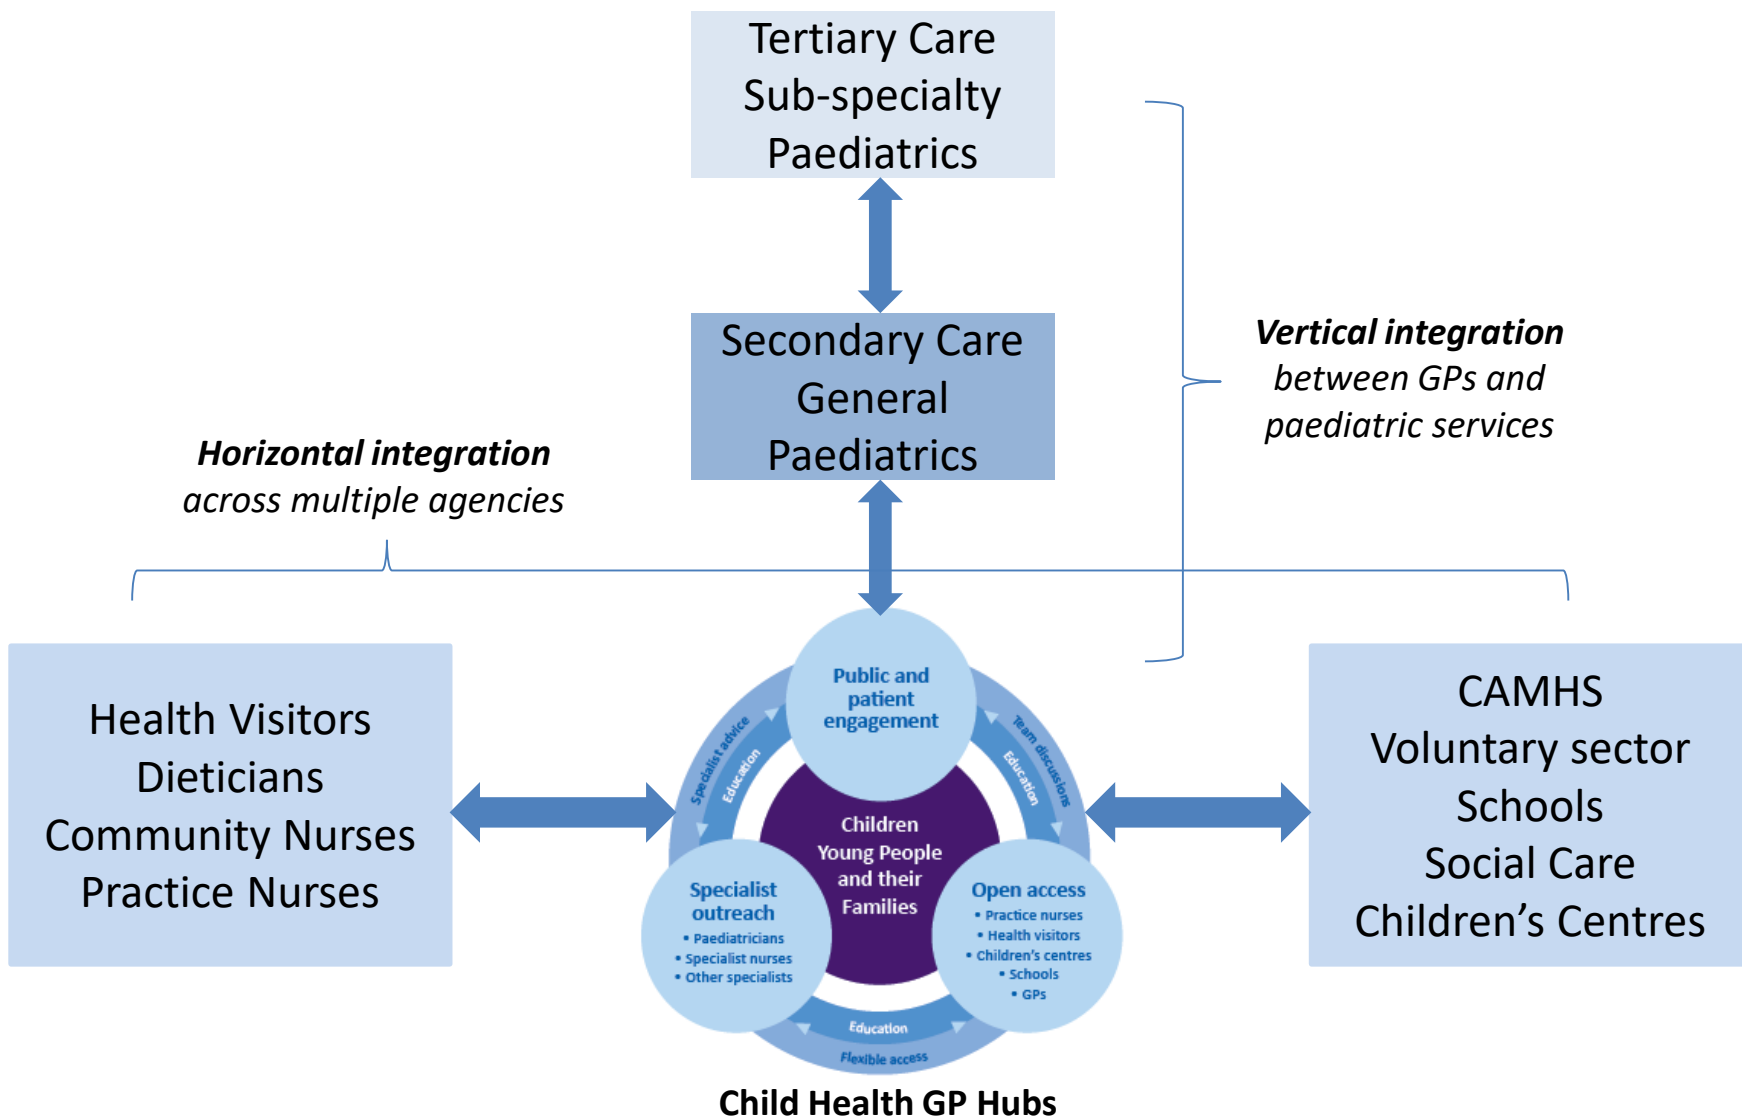 Tertiary Care
Sub-specialty
Paediatrics
Secondary Care
General
Paediatrics
Vertical integration
between GPs and
paediatric services
Horizontal integration
across multiple agencies
Health Visitors
Dieticians
Community Nurses
Practice Nurses
Public and
patient
engagement
Specialist advice
Education
Team discussions
Education
Children
Young People
and their
Families
Specialist
outreach
• Paediatricians
• Specialist nurses
• Other specialists
Open access
• Practice nurses
• Health visitors
• Children's centres
• Schools
• GPs
Education
Flexible access
CAMHS
Voluntary sector
Schools
Social Care
Children’s Centres
Child Health GP Hubs